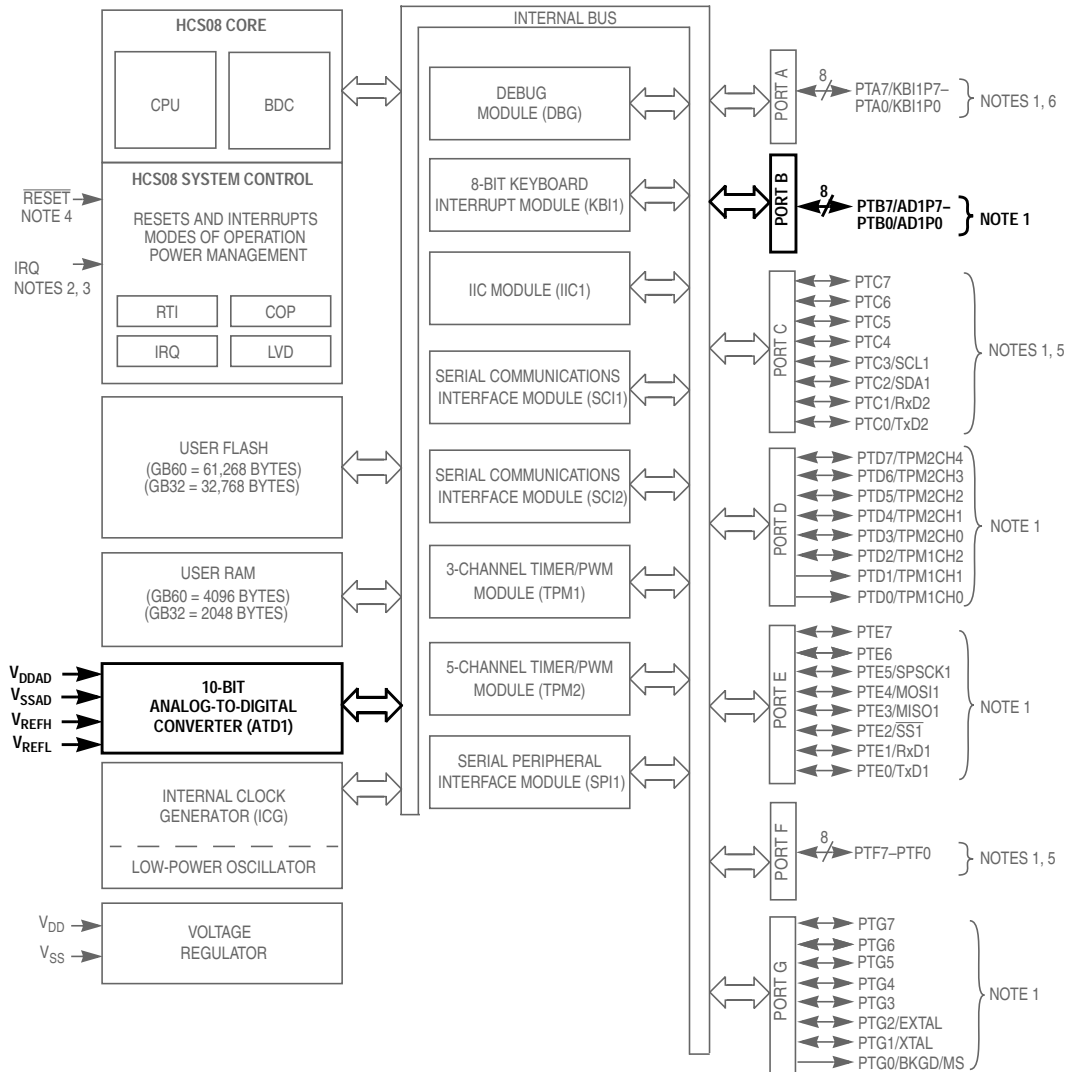 INTERNAL BUS
HCS08 CORE
CPU
BDC
HCS08 SYSTEM CONTROL
RESET
NOTE 4
RESETS AND INTERRUPTS
MODES OF OPERATION
POWER MANAGEMENT
IRQ
NOTES 2, 3
RTI
COP
IRQ
LVD
USER FLASH
(GB60 = 61,268 BYTES)
(GB32 = 32,768 BYTES)
USER RAM
(GB60 = 4096 BYTES)
(GB32 = 2048 BYTES)
VDDAD
VSSAD
VREFH
VREFL
10-BIT
ANALOG-TO-DIGITAL
CONVERTER (ATD1)
INTERNAL CLOCK
GENERATOR (ICG)
LOW-POWER OSCILLATOR
VDD
VSS
VOLTAGE
REGULATOR
DEBUG
MODULE (DBG)
8-BIT KEYBOARD
INTERRUPT MODULE (KBI1)
IIC MODULE (IIC1)
SERIAL COMMUNICATIONS
INTERFACE MODULE (SCI1)
SERIAL COMMUNICATIONS
INTERFACE MODULE (SCI2)
3-CHANNEL TIMER/PWM
MODULE (TPM1)
5-CHANNEL TIMER/PWM
MODULE (TPM2)
SERIAL PERIPHERAL
INTERFACE MODULE (SPI1)
PORT A
8
PTA7/KBI1P7–
PTA0/KBI1P0
NOTES 1, 6
PORT B
8
PTB7/AD1P7–
PTB0/AD1P0
NOTE 1
PORT C
PTC7
PTC6
PTC5
PTC4
PTC3/SCL1
PTC2/SDA1
PTC1/RxD2
PTC0/TxD2
NOTES 1, 5
PORT D
PTD7/TPM2CH4
PTD6/TPM2CH3
PTD5/TPM2CH2
PTD4/TPM2CH1
PTD3/TPM2CH0
PTD2/TPM1CH2
PTD1/TPM1CH1
PTD0/TPM1CH0
NOTE 1
PORT E
PTE7
PTE6
PTE5/SPSCK1
PTE4/MOSI1
PTE3/MISO1
PTE2/SS1
PTE1/RxD1
PTE0/TxD1
NOTE 1
PORT F
8
PTF7–PTF0
NOTES 1, 5
PORT G
PTG7
PTG6
PTG5
PTG4
PTG3
PTG2/EXTAL
PTG1/XTAL
PTG0/BKGD/MS
NOTE 1